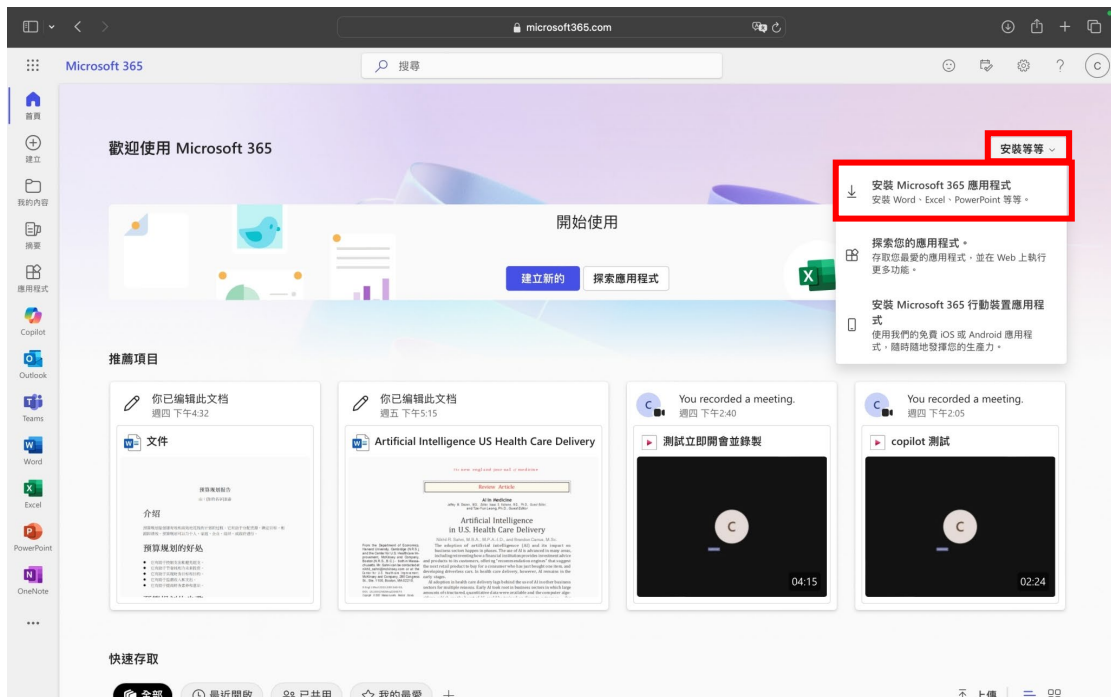 microsoft365.com
Microsoft 365
搜尋
C
首頁
建立
我的內容
摘要
應用程式
Copilot
Outlook
Teams
Word
Excel
PowerPoint
OneNote
歡迎使用 Microsoft 365
安裝等等
安裝 Microsoft 365 應用程式
安裝 Word、Excel、PowerPoint 等等。
探索您的應用程式。
存取您最愛的應用程式，並在 Web 上執行
更多功能。
安裝 Microsoft 365 行動裝置應用程
式
使用我們的免費 iOS 或 Android 應用程
式，隨時隨地發揮您的生產力。
開始使用
建立新的
探索應用程式
推薦項目
你已编辑此文档
週四 下午4:32
文件
介绍
预算规划的好处
你已编辑此文档
週五 下午5:15
Artificial Intelligence US Health Care Delivery
Review Article
AI in Medicine
Artificial Intelligence
in U.S. Health Care Delivery
C
You recorded a meeting.
週四 下午2:40
測試立即開會並錄製
C
04:15
C
You recorded a meeting.
週四 下午2:05
copilot 測試
C
02:24
快速存取
全部
最近開啟
已共用
我的最愛
上傳